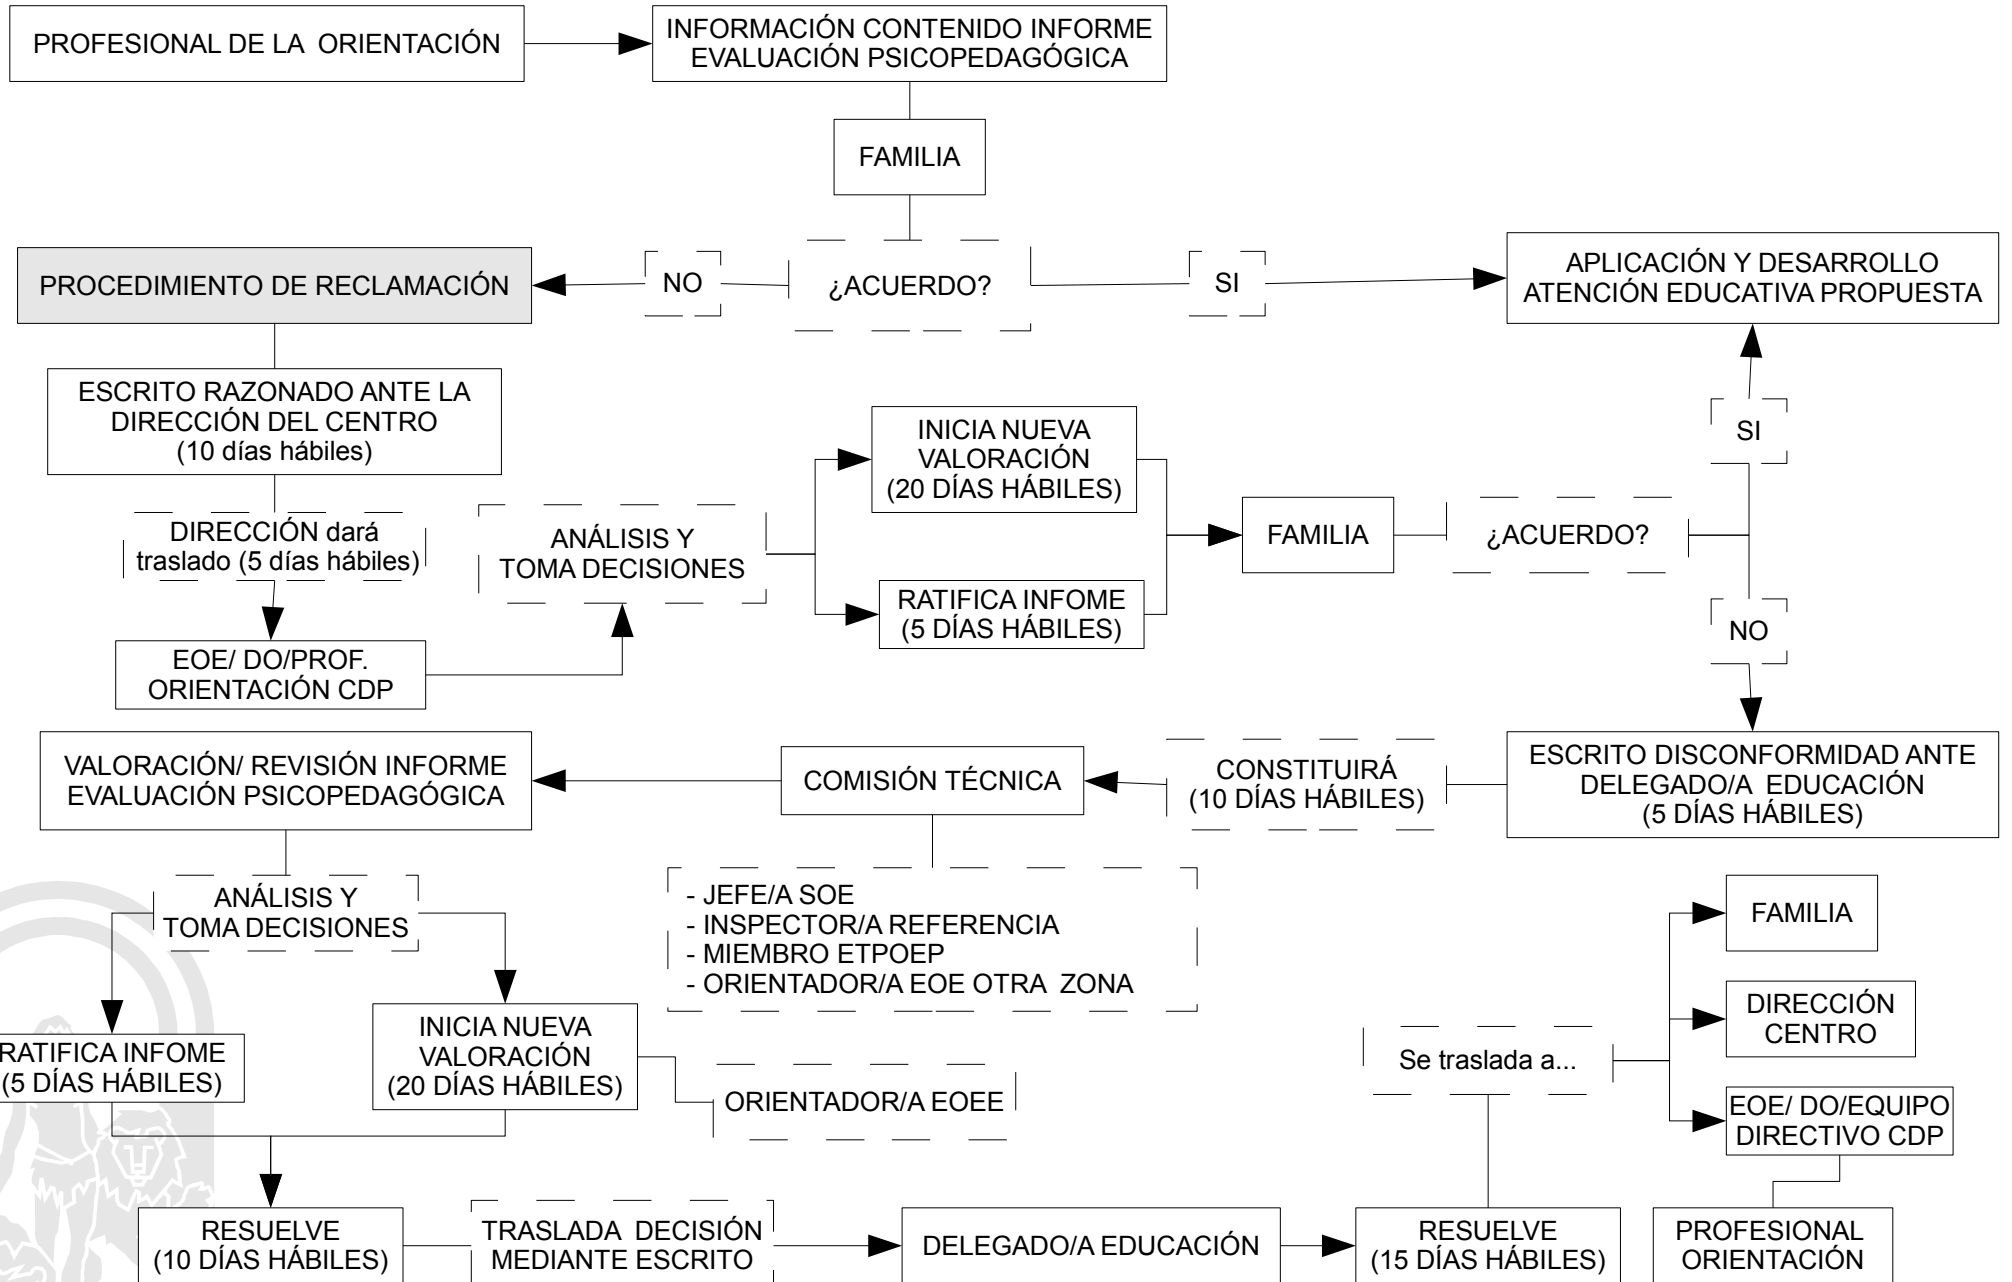 PROFESIONAL DE LA ORIENTACIÓN
INFORMACIÓN CONTENIDO INFORME
EVALUACIÓN PSICOPEDAGÓGICA
FAMILIA
PROCEDIMIENTO DE RECLAMACIÓN
NO
¿ACUERDO?
SI
APLICACIÓN Y DESARROLLO
ATENCIÓN EDUCATIVA PROPUESTA
ESCRITO RAZONADO ANTE LA
DIRECCIÓN DEL CENTRO
(10 días hábiles)
DIRECCIÓN dará
traslado (5 días hábiles)
EOE/ DO/PROF.
ORIENTACIÓN CDP
ANÁLISIS Y
TOMA DECISIONES
INICIA NUEVA
VALORACIÓN
(20 DÍAS HÁBILES)
RATIFICA INFOME
(5 DÍAS HÁBILES)
FAMILIA
¿ACUERDO?
SI
NO
ESCRITO DISCONFORMIDAD ANTE
DELEGADO/A EDUCACIÓN
(5 DÍAS HÁBILES)
CONSTITUIRÁ
(10 DÍAS HÁBILES)
COMISIÓN TÉCNICA
- JEFE/A SOE
- INSPECTOR/A REFERENCIA
- MIEMBRO ETPOEP
- ORIENTADOR/A EOE OTRA ZONA
VALORACIÓN/ REVISIÓN INFORME
EVALUACIÓN PSICOPEDAGÓGICA
ANÁLISIS Y
TOMA DECISIONES
RATIFICA INFOME
(5 DÍAS HÁBILES)
INICIA NUEVA
VALORACIÓN
(20 DÍAS HÁBILES)
ORIENTADOR/A EOEE
RESUELVE
(10 DÍAS HÁBILES)
TRASLADA DECISIÓN
MEDIANTE ESCRITO
DELEGADO/A EDUCACIÓN
RESUELVE
(15 DÍAS HÁBILES)
Se traslada a...
FAMILIA
DIRECCIÓN
CENTRO
EOE/ DO/EQUIPO
DIRECTIVO CDP
PROFESIONAL
ORIENTACIÓN